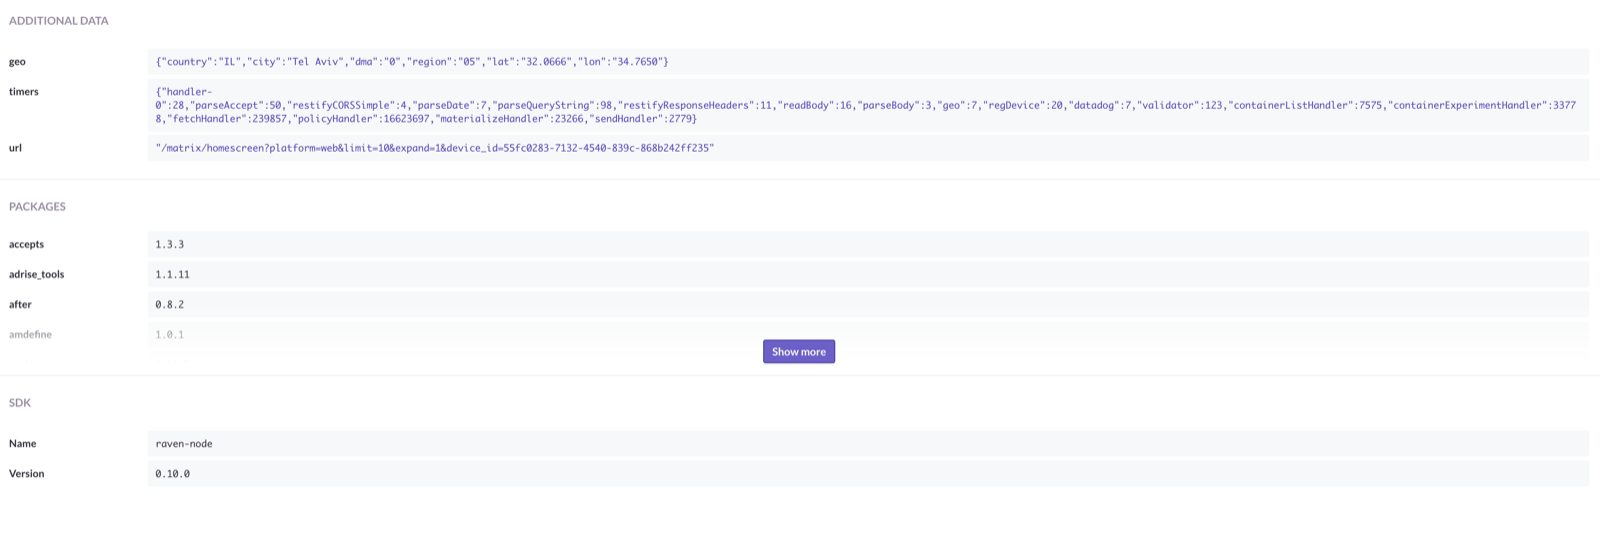 ADDITIONAL DATA
geo
{"country":"IL","city":"Tel Aviv","dma":"0","region":"05","lat":"32.0666","lon":"34.7650"}
timers
{"handler-
0":28,"parseAccept":50,"restifyCORSSimple":4,"parseDate":7,"parseQueryString":98,"restifyResponseHeaders":11,"readBody":16,"parseBody":3,"geo":7,"regDevice":20,"datadog":7,"validator":123,"containerListHandler":7575,"containerExperimentHandler":3377
8,"fetchHandler":239857,"policyHandler":16623697,"materializeHandler":23266,"sendHandler":2779}
url
"/matrix/homescreen?platform=web&limit=10&expand=1&device_id=55fc0283-7132-4540-839c-868b242ff235"
PACKAGES
accepts 1.3.3
adrise_tools 1.1.11
after 0.8.2
amdefine 1.0.1
Show more
SDK
Name raven-node
Version 0.10.0